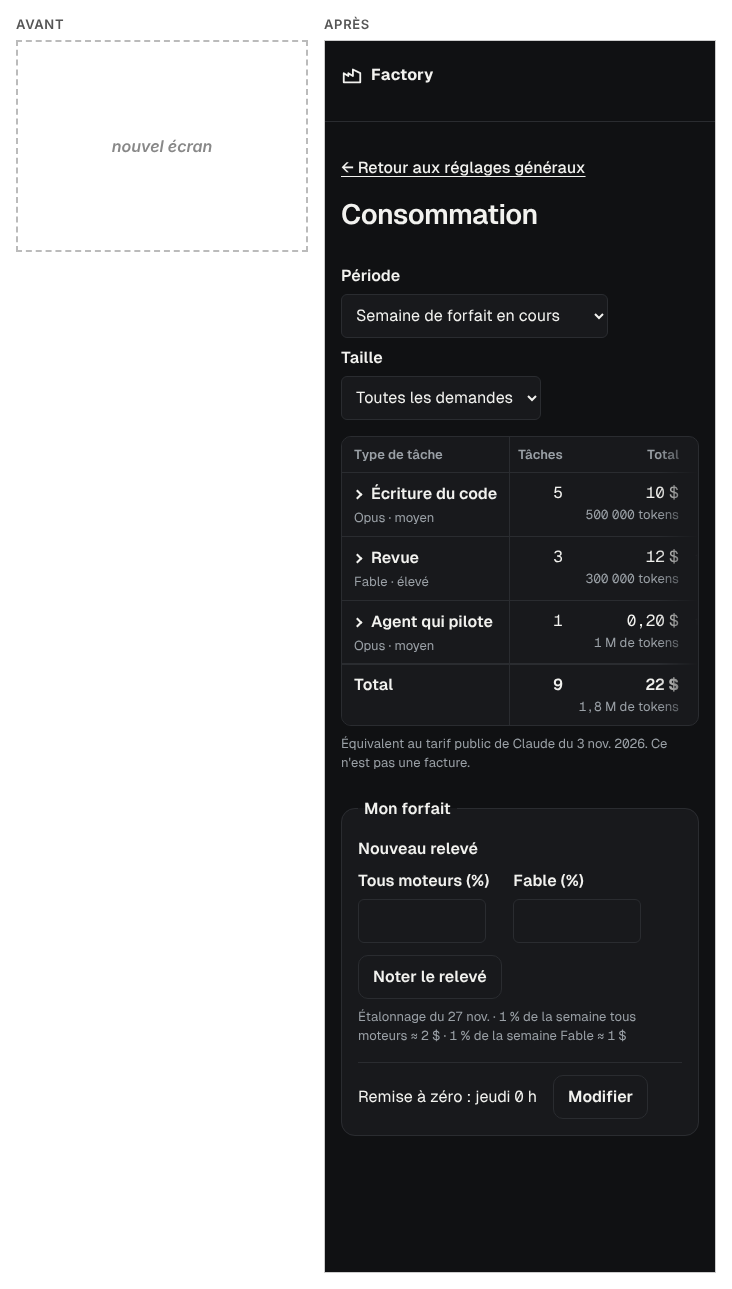 AVANT
APRÈS
nouvel écran
Factory
← Retour aux réglages généraux
Consommation
Période
Semaine de forfait en cours
Taille
Toutes les demandes
Type de tâche Tâches Total
Écriture du code 5 10 $
Opus · moyen 500 000 tokens
Revue 3 12 $
Fable · élevé 300 000 tokens
Agent qui pilote 1 0,20 $
Opus · moyen 1 M de tokens
Total 9 22 $
1,8 M de tokens
Équivalent au tarif public de Claude du 3 nov. 2026. Ce
n'est pas une facture.
Mon forfait
Nouveau relevé
Tous moteurs (%) Fable (%)
Noter le relevé
Étalonnage du 27 nov. · 1 % de la semaine tous
moteurs ≈ 2 $ · 1 % de la semaine Fable ≈ 1 $
Remise à zéro : jeudi 0 h Modifier